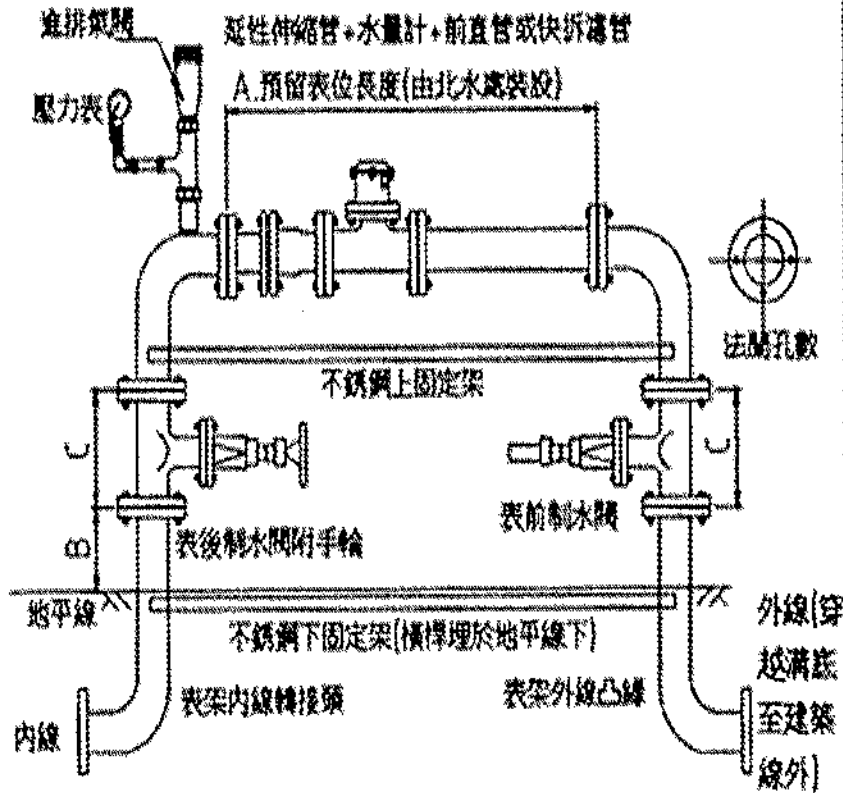 進排氣閥
延性伸縮管+水量計+前直管或快拆濾管
A.預留表位長度(由北水處裝設)
壓力表
法蘭孔數
不銹鋼上固定架
C
C
表前制水閥
表後制水閥附手輪
B
地平線
不銹鋼下固定架(橫桿埋於地平線下)
外線(穿
越溝底
至建築
線外)
表架內線轉接頭
表架外線凸緣
內線